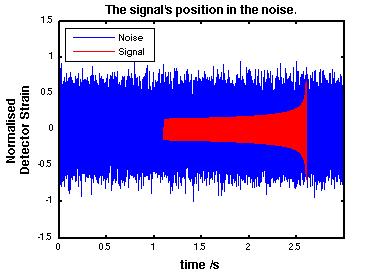 The signal's position in the noise.
1.5
Noise
Signal
1
0.5
0
-0.5
-1
-1.5
Normalised
Detector Strain
0 0.5 1 1.5 2 2.5
time /s